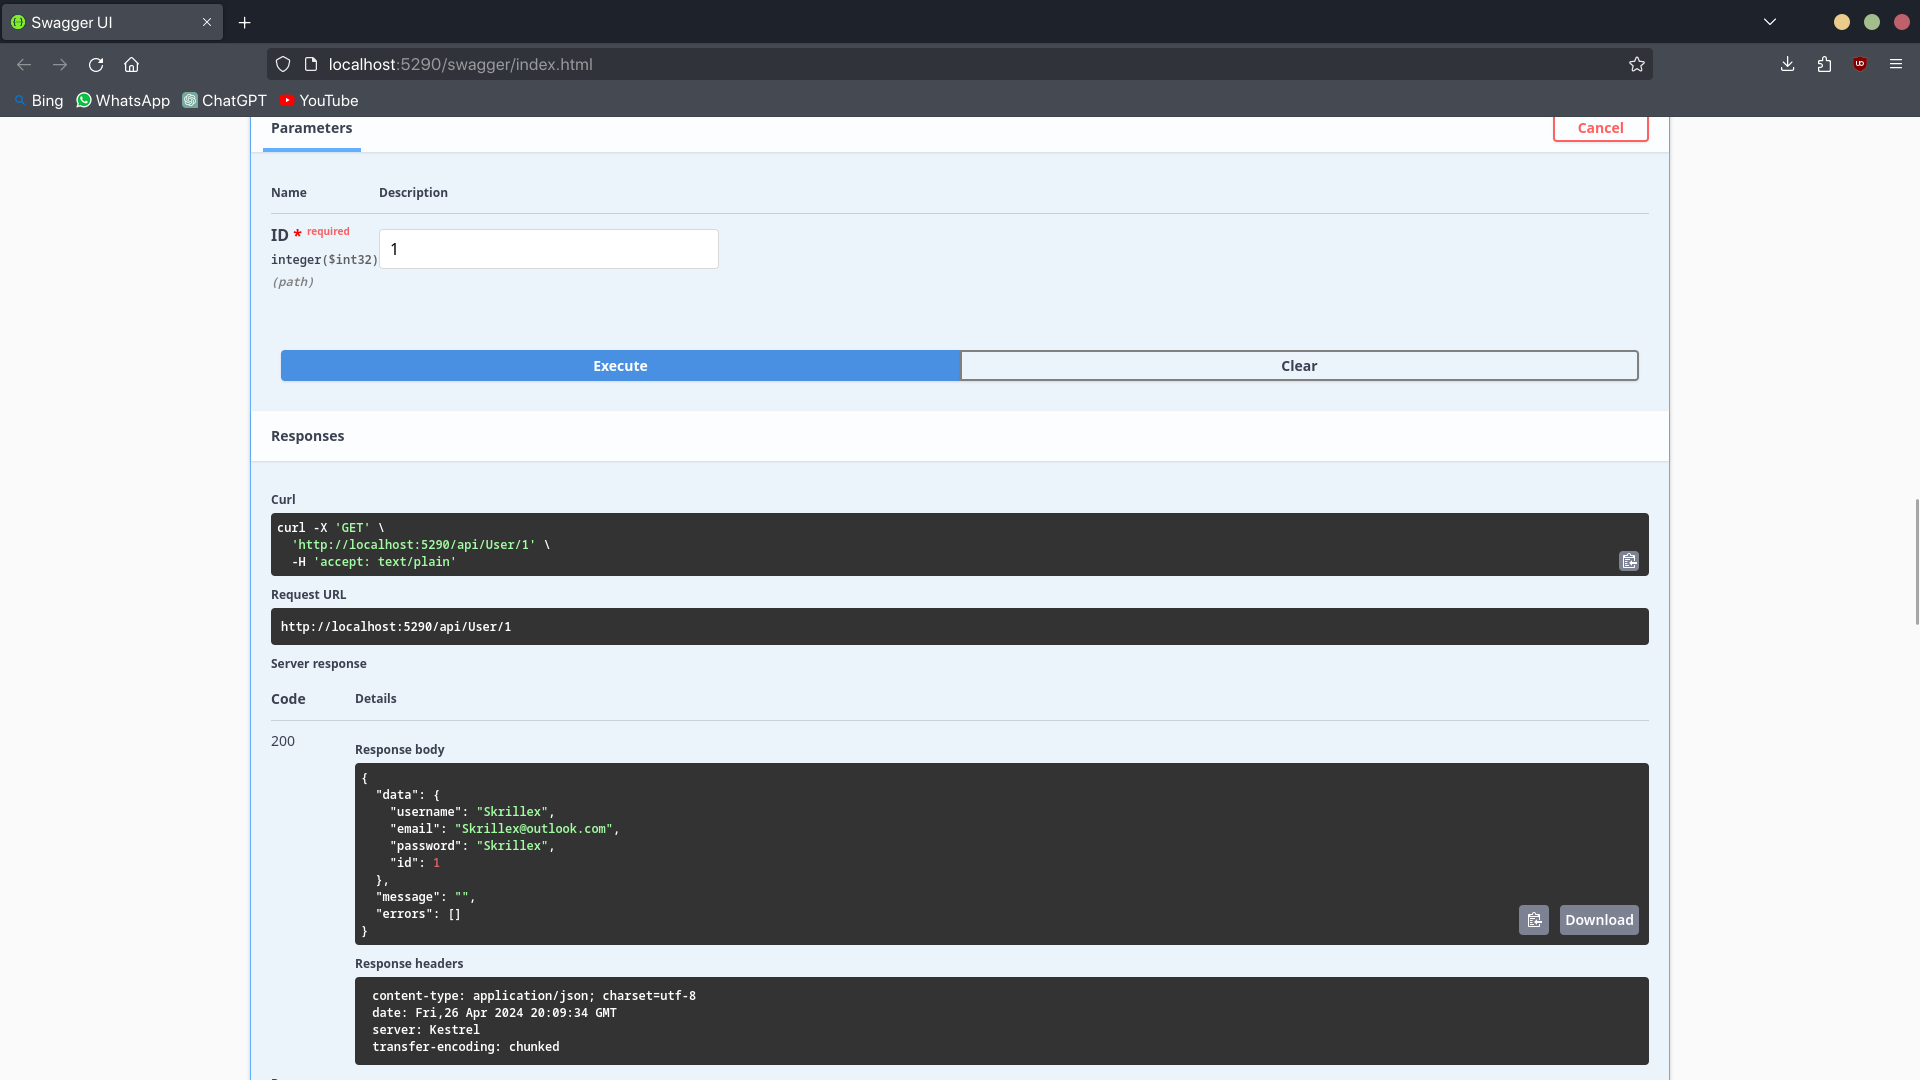 Swagger UI
localhost:5290/swagger/index.html
Bing WhatsApp ChatGPT YouTube
Parameters
Cancel
Name Description
ID * required
integer($int32)
(path)
1
Execute Clear
Responses
Curl
curl -X 'GET' \
'http://localhost:5290/api/User/1' \
-H 'accept: text/plain'
Request URL
http://localhost:5290/api/User/1
Server response
Code Details
200
Response body
{
"data": {
"username": "Skrillex",
"email": "Skrillex@outlook.com",
"password": "Skrillex",
"id": 1
},
"message": "",
"errors": []
}
Download
Response headers
content-type: application/json; charset=utf-8
date: Fri,26 Apr 2024 20:09:34 GMT
server: Kestrel
transfer-encoding: chunked